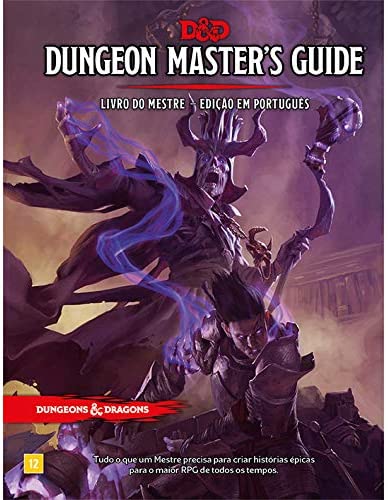 D&D
DUNGEON MASTER'S GUIDE
LIVRO DO MESTRE – EDIÇÃO EM PORTUGUÊS
DUNGEONS & DRAGONS
12
Tudo o que um Mestre precisa para criar histórias épicas
para o maior RPG de todos os tempos.